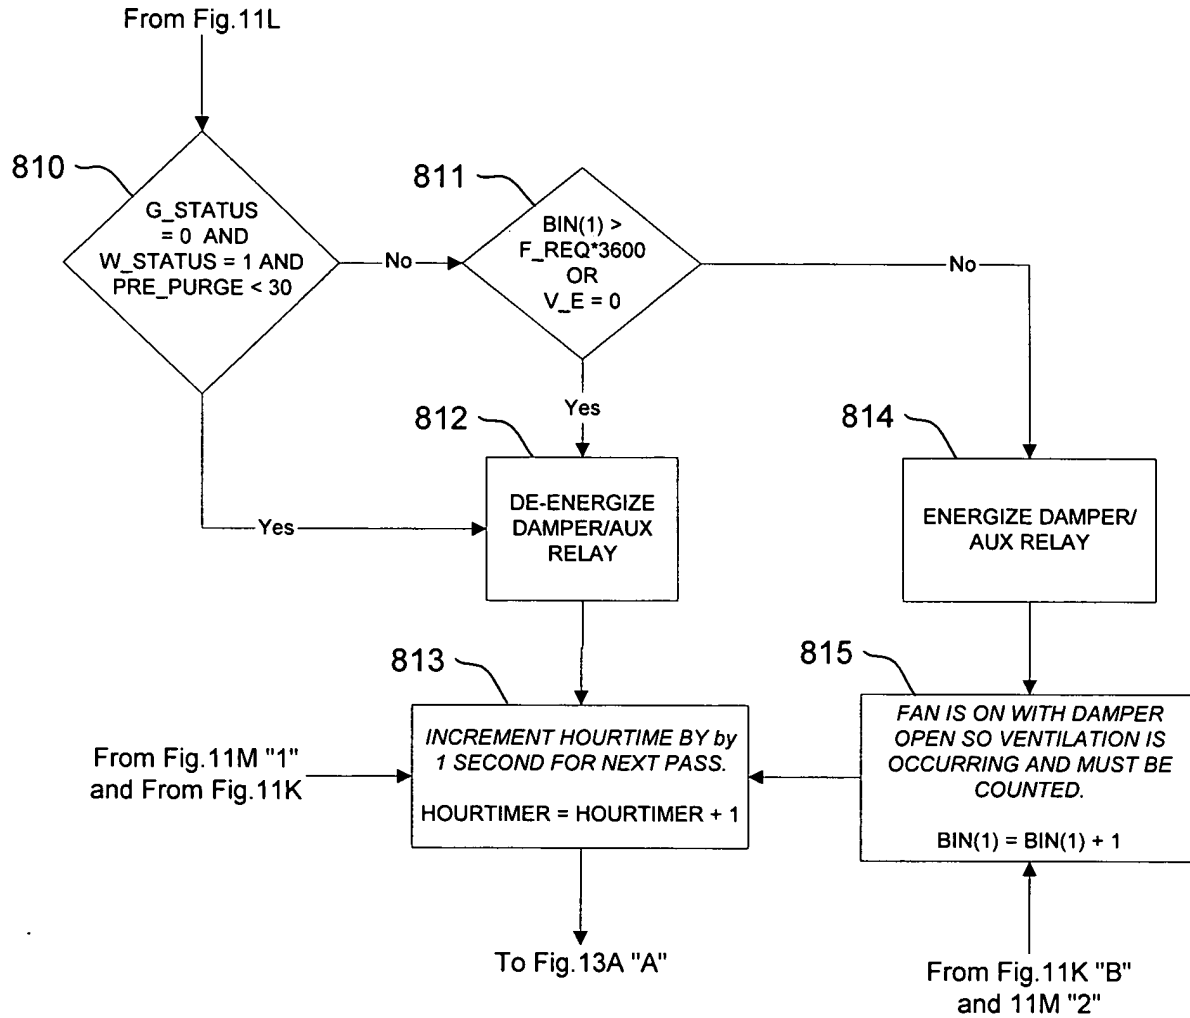 From Fig.11L
810
G_STATUS
= 0 AND
W_STATUS = 1 AND
PRE_PURGE < 30
No
811
BIN(1) >
F_REQ*3600
OR
V_E = 0
No
Yes
Yes
812
DE-ENERGIZE
DAMPER/AUX
RELAY
814
ENERGIZE DAMPER/
AUX RELAY
813
INCREMENT HOURTIME BY by
1 SECOND FOR NEXT PASS.
HOURTIMER = HOURTIMER + 1
From Fig.11M "1"
and From Fig.11K
815
FAN IS ON WITH DAMPER
OPEN SO VENTILATION IS
OCCURRING AND MUST BE
COUNTED.
BIN(1) = BIN(1) + 1
To Fig.13A "A"
From Fig.11K "B"
and 11M "2"